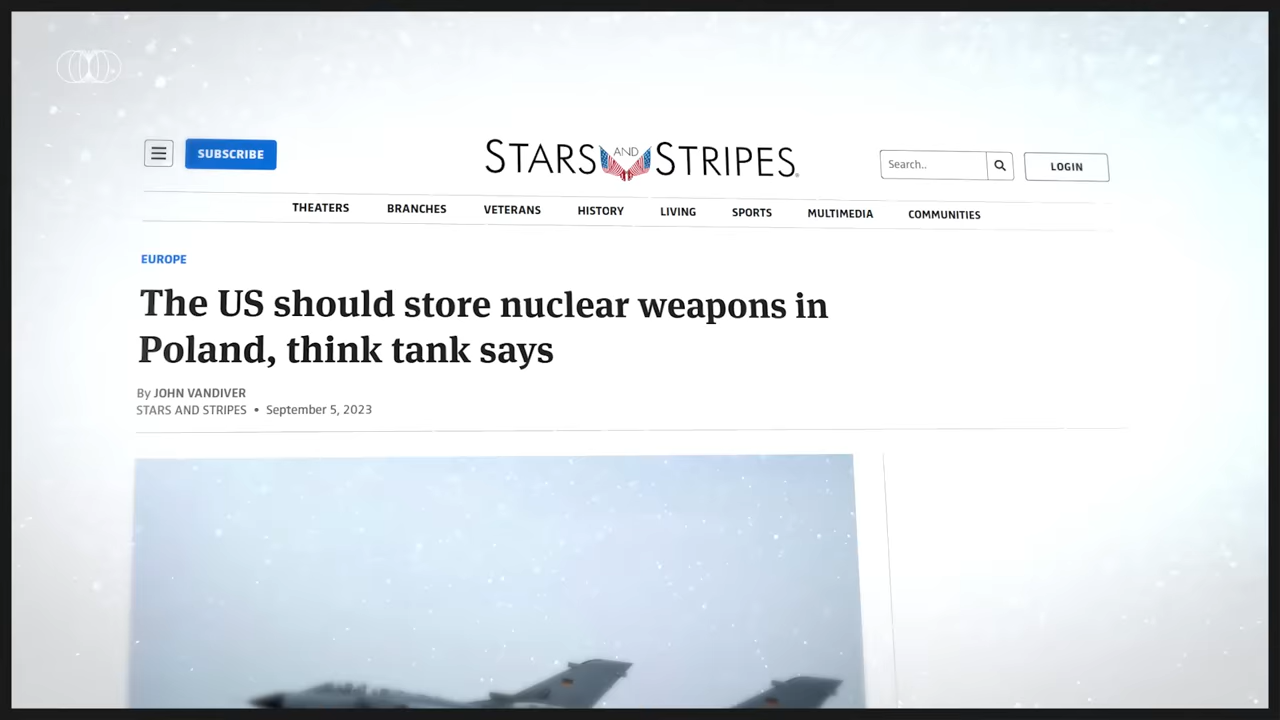 SUBSCRIBE
STARS AND STRIPES®
Search..
LOGIN
THEATERS BRANCHES VETERANS HISTORY LIVING SPORTS MULTIMEDIA COMMUNITIES
EUROPE
The US should store nuclear weapons in
Poland, think tank says
By JOHN VANDIVER
STARS AND STRIPES • September 5, 2023